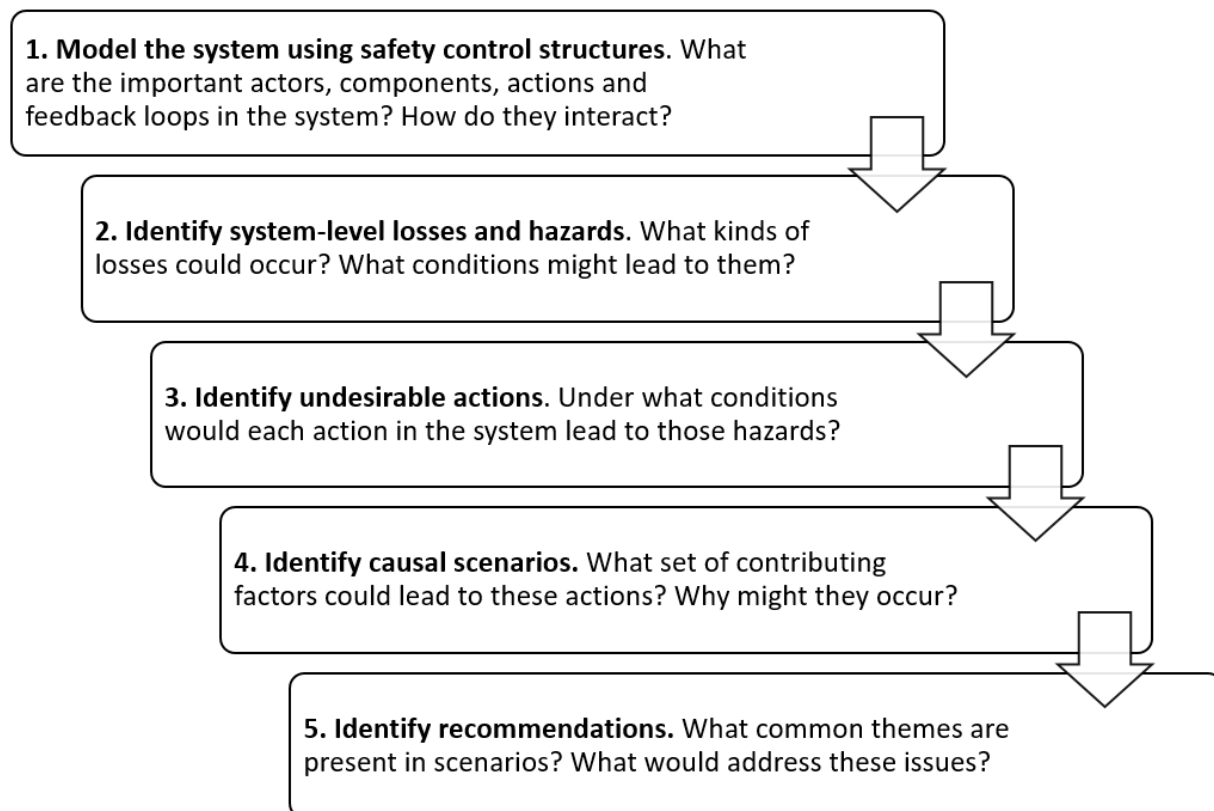 1. Model the system using safety control structures. What
are the important actors, components, actions and
feedback loops in the system? How do they interact?
2. Identify system-level losses and hazards. What kinds of
losses could occur? What conditions might lead to them?
3. Identify undesirable actions. Under what conditions
would each action in the system lead to those hazards?
4. Identify causal scenarios. What set of contributing
factors could lead to these actions? Why might they occur?
5. Identify recommendations. What common themes are
present in scenarios? What would address these issues?